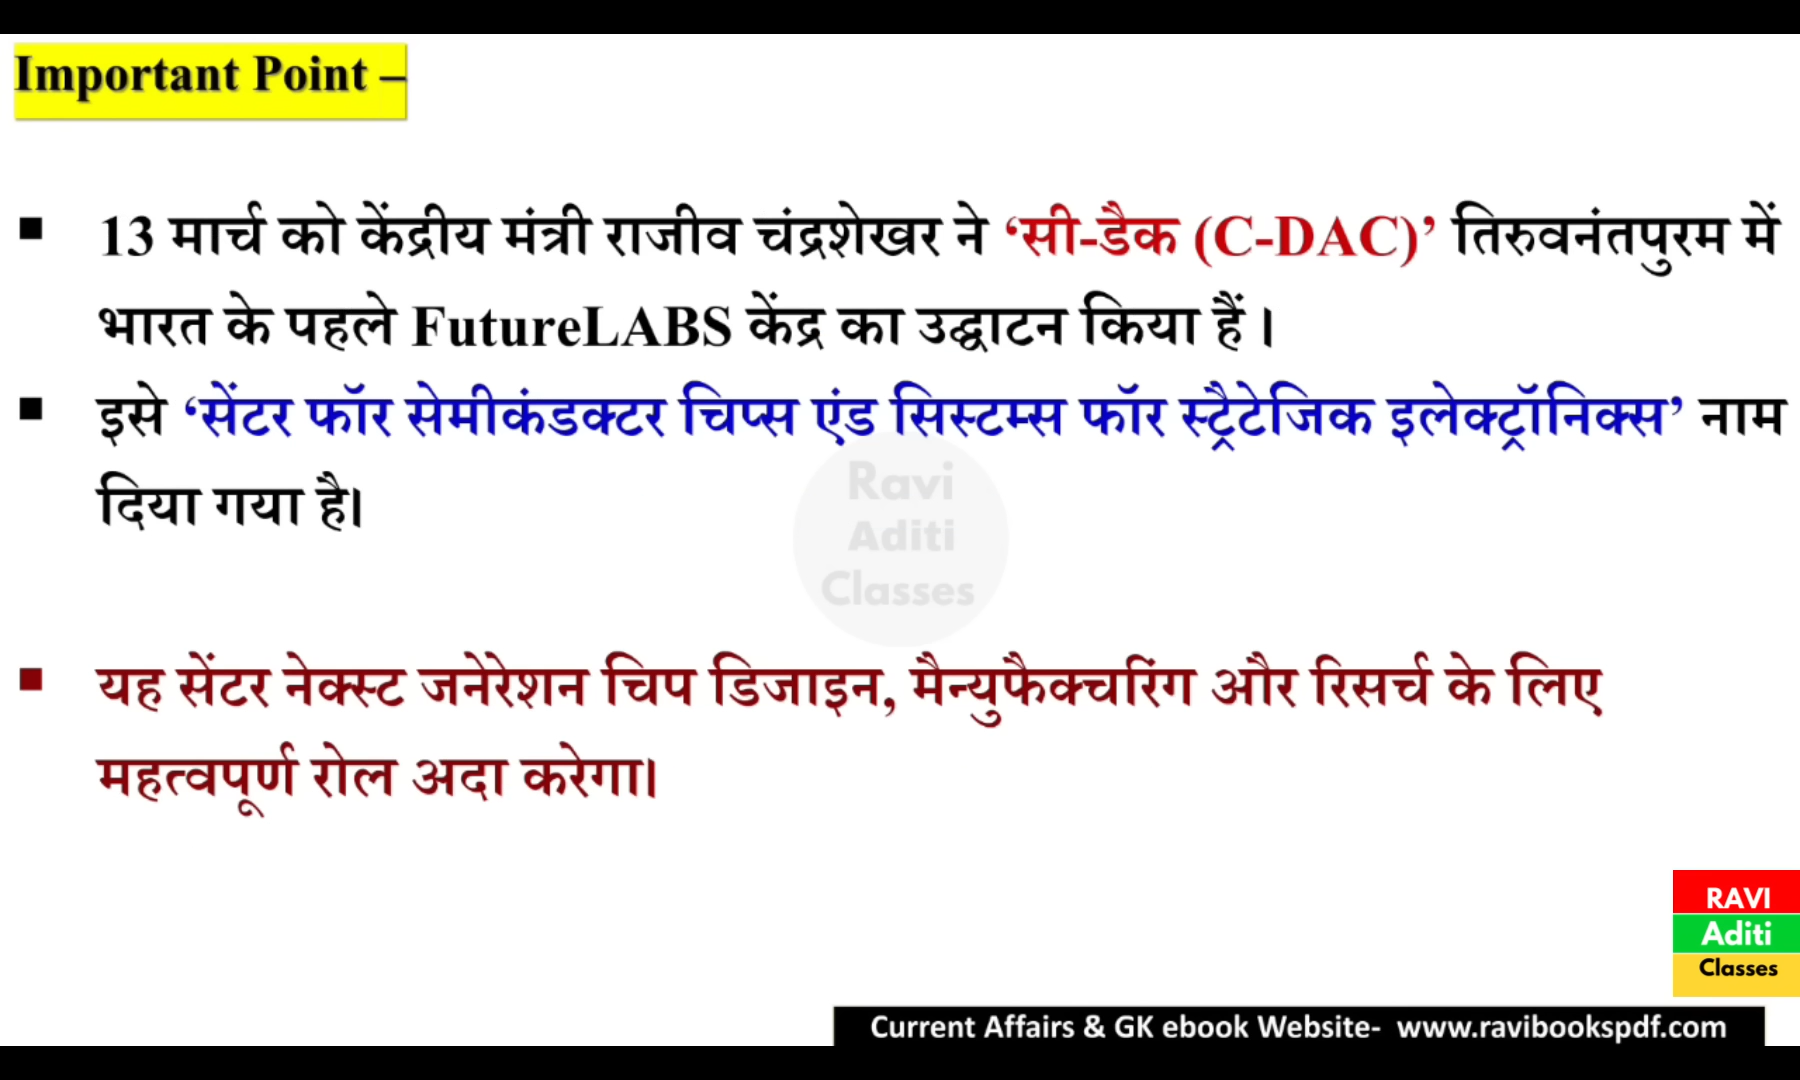 Important Point –
▪ 13 मार्च को केंद्रीय मंत्री राजीव चंद्रशेखर ने ‘सी-डैक (C-DAC)’ तिरुवनंतपुरम में
भारत के पहले FutureLABS केंद्र का उद्घाटन किया हैं ।
▪ इसे ‘सेंटर फॉर सेमीकंडक्टर चिप्स एंड सिस्टम्स फॉर स्ट्रैटेजिक इलेक्ट्रॉनिक्स’ नाम
दिया गया है।
Ravi
Aditi
Classes
▪ यह सेंटर नेक्स्ट जनेरेशन चिप डिजाइन, मैन्युफैक्चरिंग और रिसर्च के लिए
महत्वपूर्ण रोल अदा करेगा।
RAVI
Aditi
Classes
Current Affairs & GK ebook Website- www.ravibookspdf.com